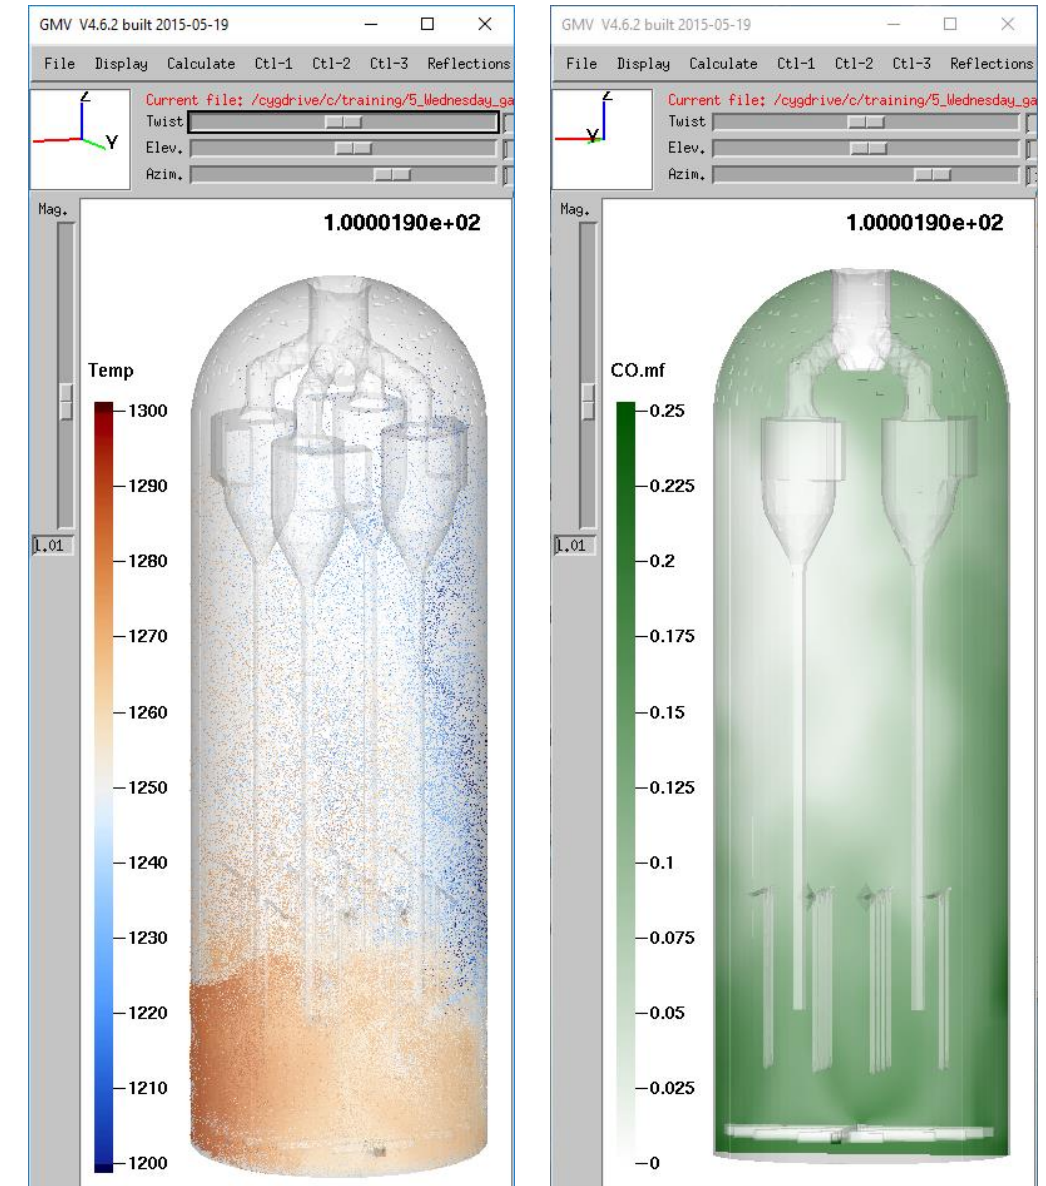 GMV V4.6.2 built 2015-05-19
File Display Calculate Ctl-1 Ctl-2 Ctl-3 Reflections
Z
Y
Current file: /cygdrive/c/training/5_Wednesday_ga
Twist
Elev.
Azim.
Mag.
1.01
1.0000190e+02
Temp
1300
1290
1280
1270
1260
1250
1240
1230
1220
1210
1200
GMV V4.6.2 built 2015-05-19
File Display Calculate Ctl-1 Ctl-2 Ctl-3 Reflections
Z
Y
Current file: /cygdrive/c/training/5_Wednesday_ga
Twist
Elev.
Azim.
Mag.
1.01
1.0000190e+02
CO.mf
0.25
0.225
0.2
0.175
0.15
0.125
0.1
0.075
0.05
0.025
0